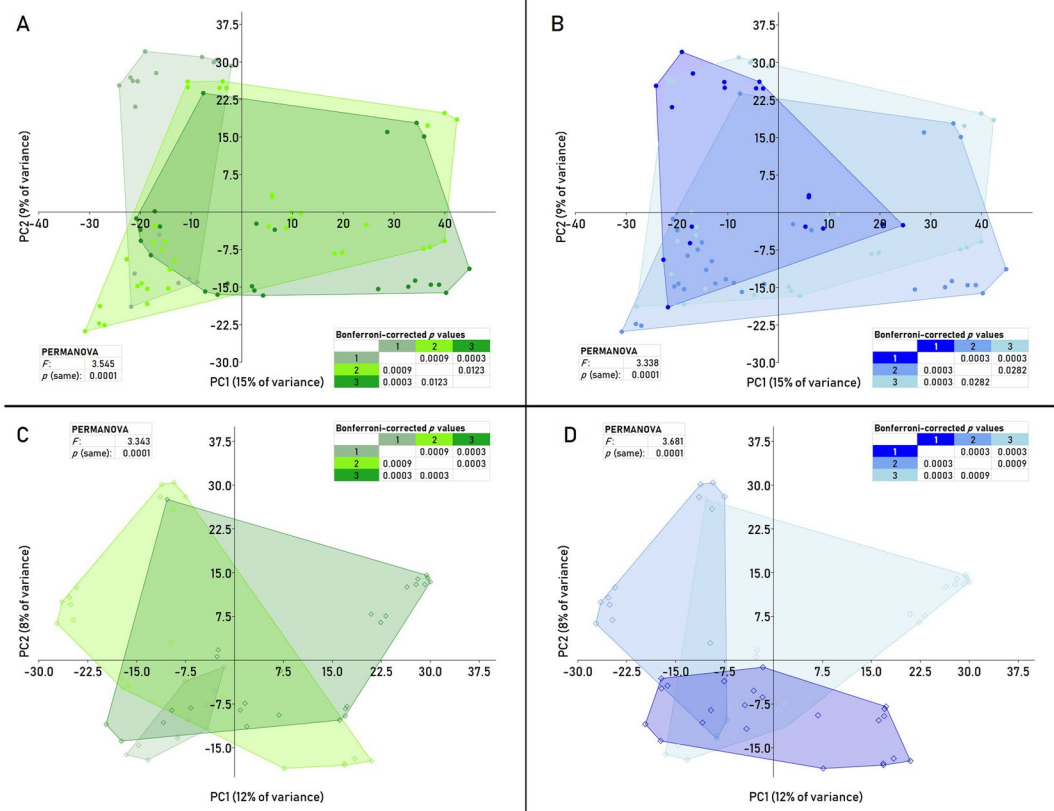 A
37.5
30.0
22.5
15.0
7.5
-40 -30 -20 -10 10 20 30 40
-7.5
-15.0
-22.5
-30.0
PC2 (9% of variance)
PC1 (15% of variance)
PERMANOVA
F: 3.545
p (same): 0.0001
Bonferroni-corrected p values
1 2 3
1 0.0009 0.0003
2 0.0009 0.0123
3 0.0003 0.0123
B
37.5
30.0
22.5
15.0
7.5
-40 -30 -20 -10 10 20 30 40
-7.5
-15.0
-22.5
-30.0
PC2 (9% of variance)
PC1 (15% of variance)
PERMANOVA
F: 3.338
p (same): 0.0001
Bonferroni-corrected p values
1 2 3
1 0.0003 0.0003
2 0.0003 0.0282
3 0.0003 0.0282
C
PERMANOVA
F: 3.343
p (same): 0.0001
Bonferroni-corrected p values
1 2 3
1 0.0009 0.0003
2 0.0009 0.0003
3 0.0003 0.0003
37.5
30.0
22.5
15.0
7.5
-30.0 -22.5 -15.0 -7.5 7.5 15.0 22.5 30.0 37.5
-7.5
-15.0
PC2 (8% of variance)
PC1 (12% of variance)
D
PERMANOVA
F: 3.681
p (same): 0.0001
Bonferroni-corrected p values
1 2 3
1 0.0003 0.0003
2 0.0003 0.0009
3 0.0003 0.0009
37.5
30.0
22.5
15.0
7.5
-30.0 -22.5 -15.0 -7.5 7.5 15.0 22.5 30.0 37.5
-7.5
-15.0
PC2 (8% of variance)
PC1 (12% of variance)